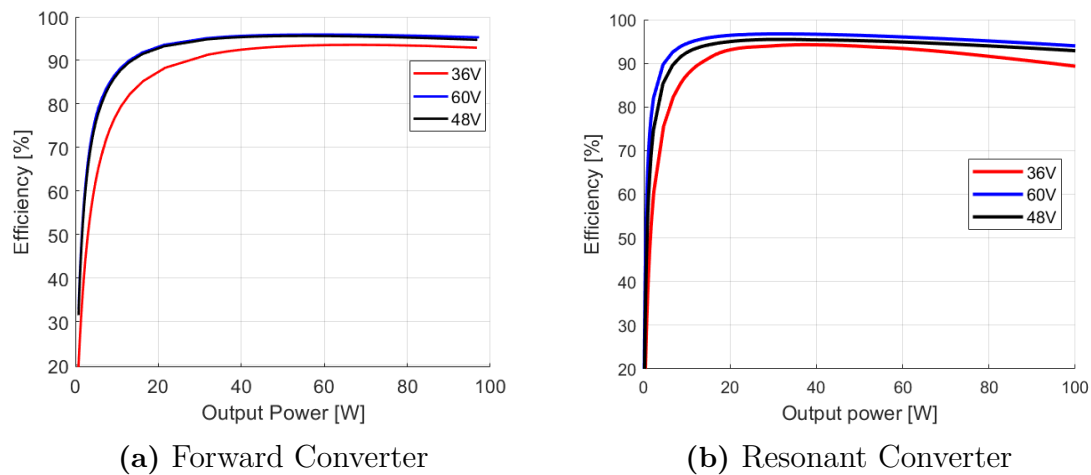 100
90
80
70
60
50
40
30
20
0
20
40
60
80
100
Efficiency [%]
Output Power [W]
36V
60V
48V
(a) Forward Converter
100
90
80
70
60
50
40
30
20
0
20
40
60
80
100
Efficiency [%]
Output power [W]
36V
60V
48V
(b) Resonant Converter